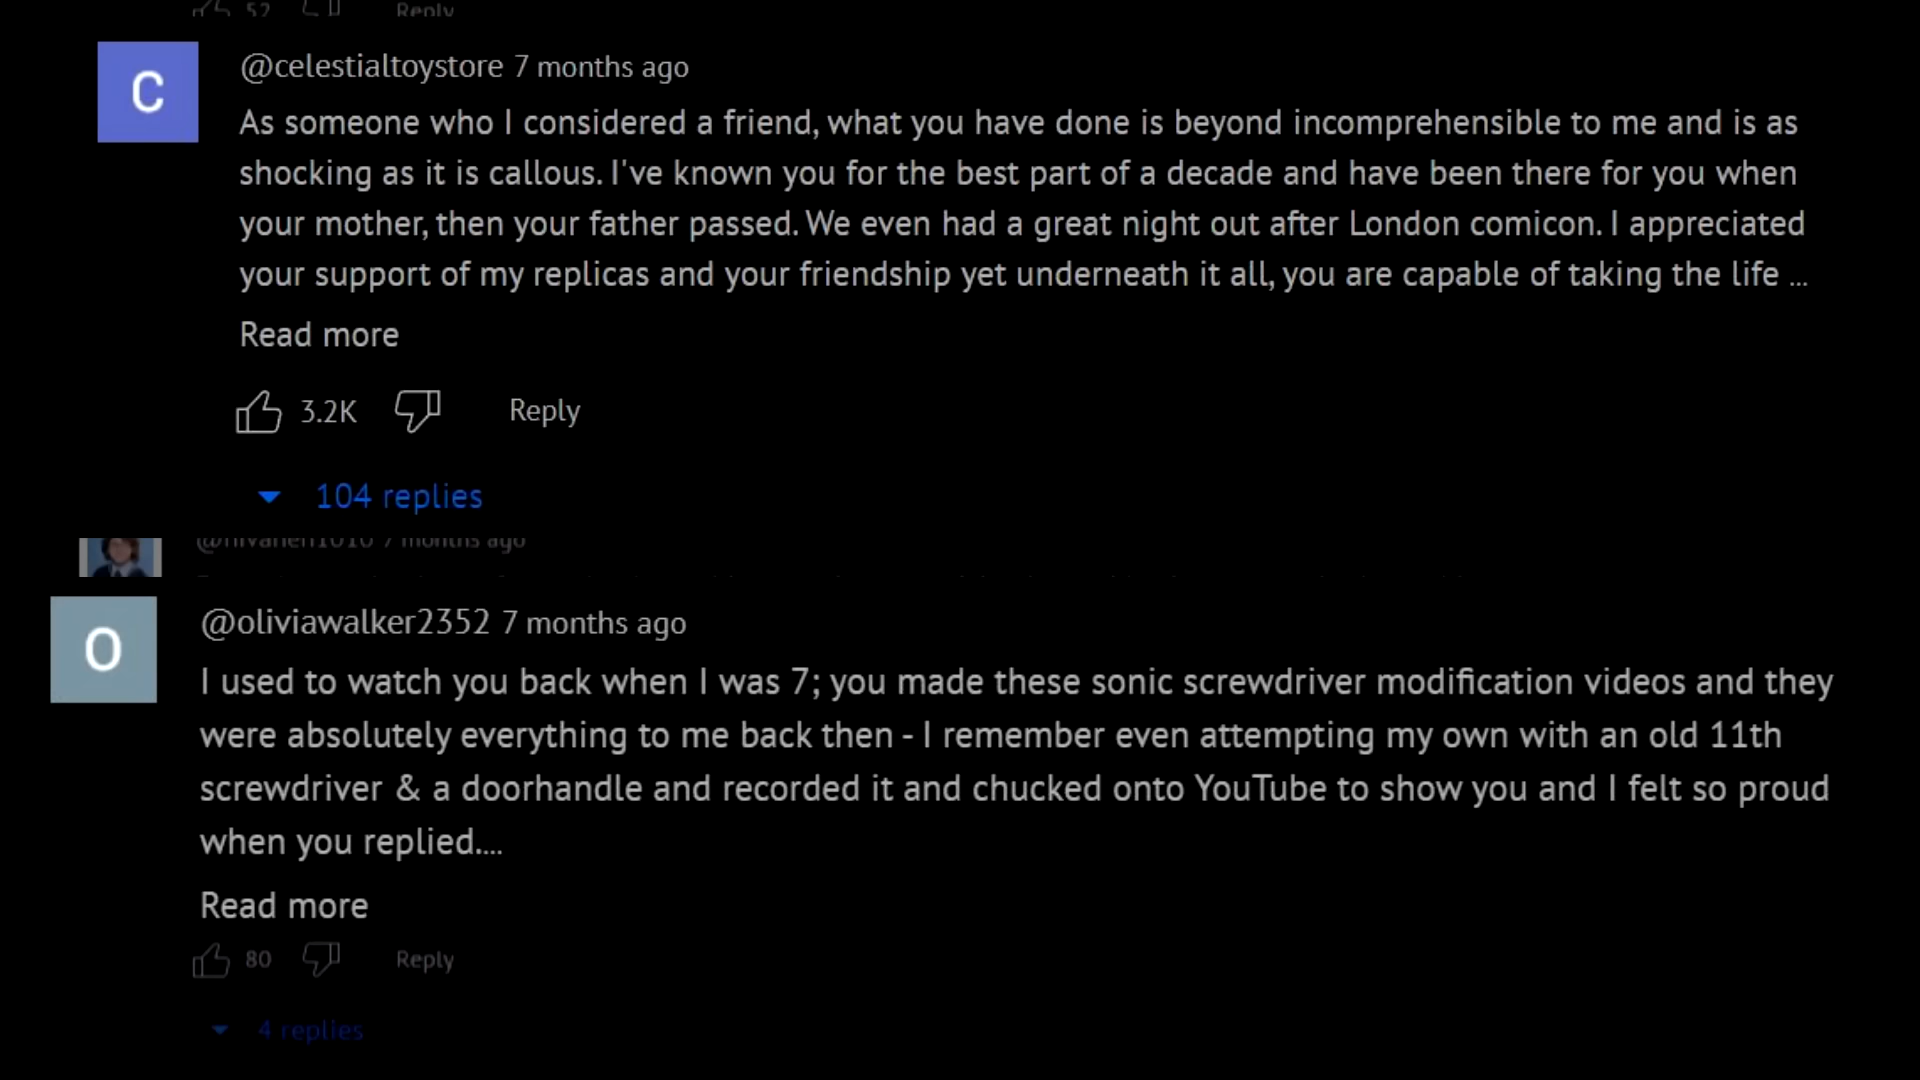 52 Reply
C
@celestialtoystore 7 months ago
As someone who I considered a friend, what you have done is beyond incomprehensible to me and is as
shocking as it is callous. I've known you for the best part of a decade and have been there for you when
your mother, then your father passed. We even had a great night out after London comicon. I appreciated
your support of my replicas and your friendship yet underneath it all, you are capable of taking the life ...
Read more
3.2K Reply
104 replies
7 months ago
O
@oliviawalker2352 7 months ago
I used to watch you back when I was 7; you made these sonic screwdriver modification videos and they
were absolutely everything to me back then - I remember even attempting my own with an old 11th
screwdriver & a doorhandle and recorded it and chucked onto YouTube to show you and I felt so proud
when you replied....
Read more
80 Reply
4 replies